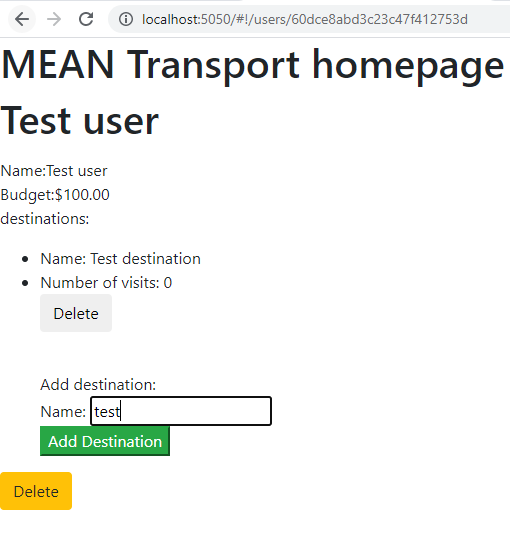 localhost:5050/#!/users/60dce8abd3c23c47f412753d
MEAN Transport homepage
Test user
Name:Test user
Budget:$100.00
destinations:
Name: Test destination
Number of visits: 0
Delete
Add destination:
Name: test
Add Destination
Delete